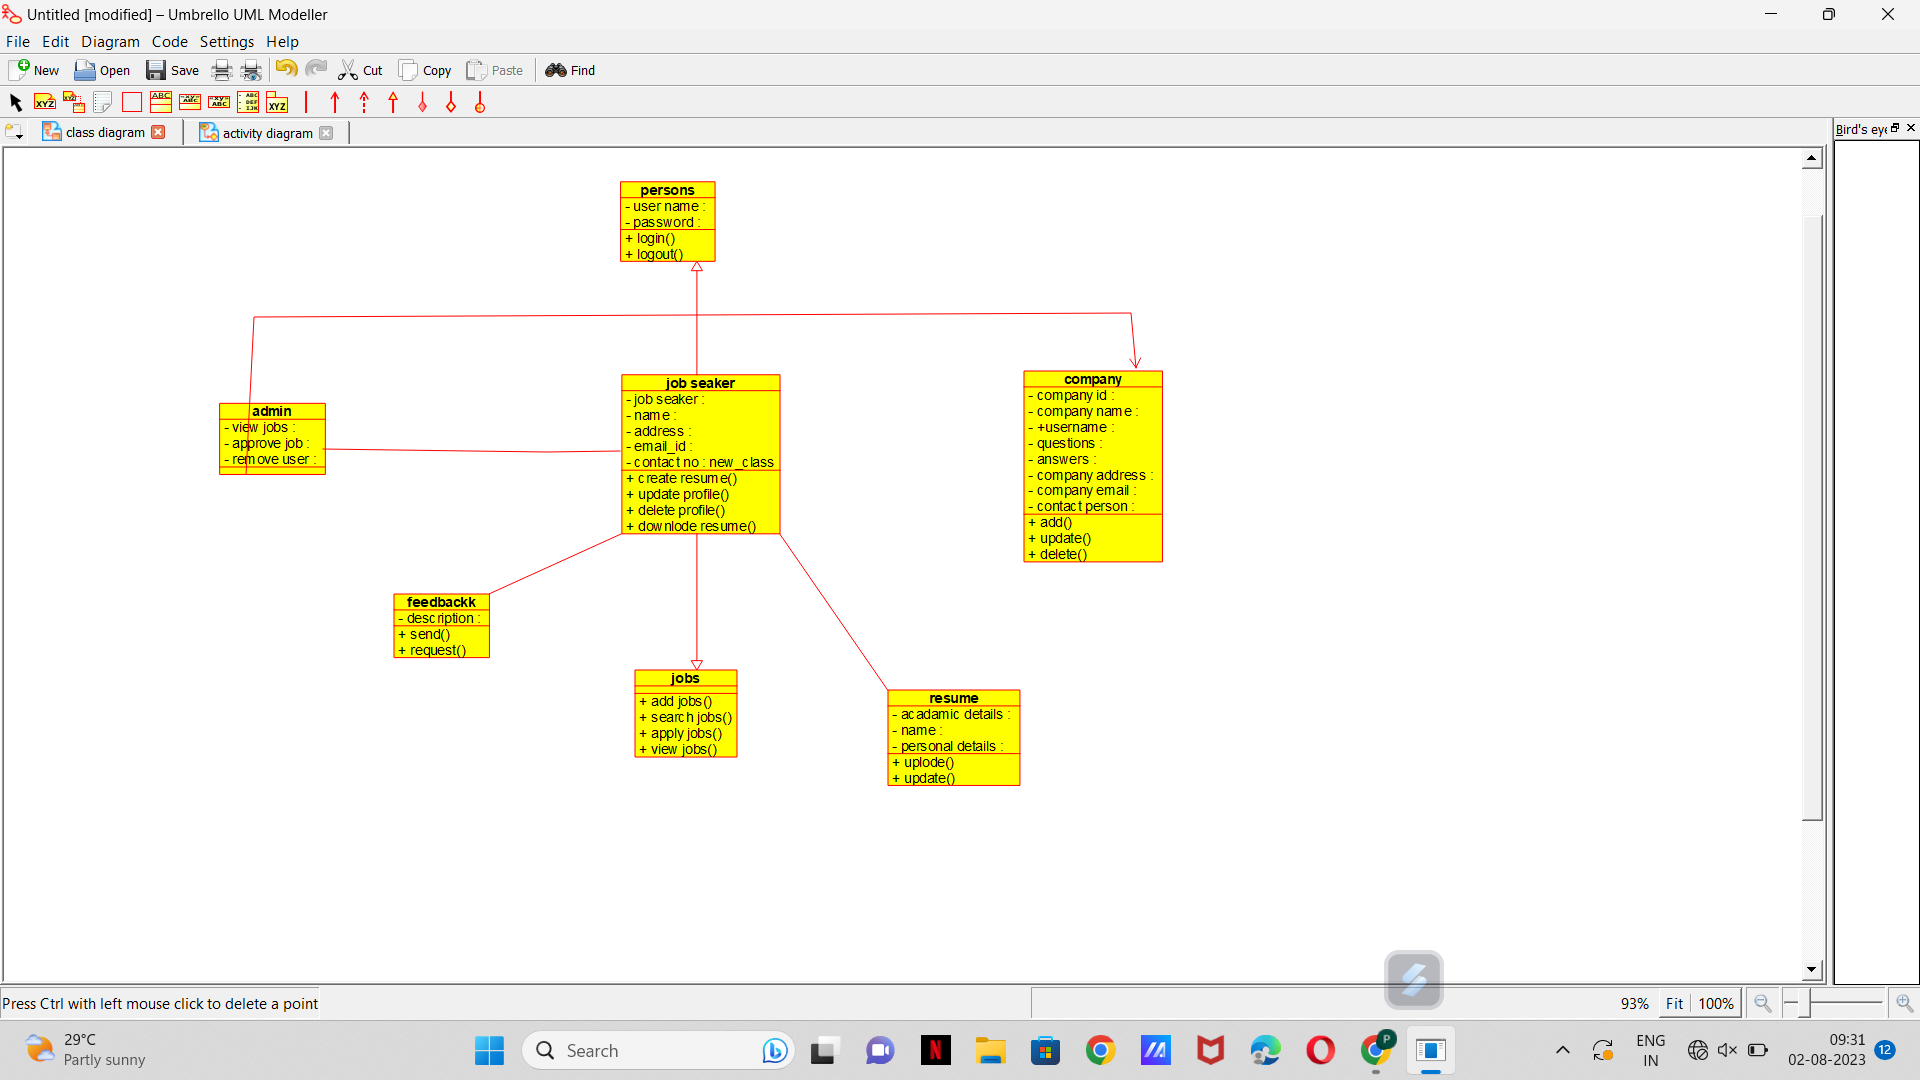 Untitled [modified] – Umbrello UML Modeller
File Edit Diagram Code Settings Help
New Open Save Cut Copy Paste Find
class diagram activity diagram
Bird's eye
persons
- user name :
- password :
+ login()
+ logout()
admin
- view jobs :
- approve job :
- remove user :
job seaker
- job seaker :
- name :
- address :
- email_id :
- contact no : new_class
+ create resume()
+ update profile()
+ delete profile()
+ downlode resume()
company
- company id :
- company name :
- +username :
- questions :
- answers :
- company address :
- company email :
- contact person :
+ add()
+ update()
+ delete()
feedbackk
- description :
+ send()
+ request()
jobs
+ add jobs()
+ search jobs()
+ apply jobs()
+ view jobs()
resume
- acadamic details :
- name :
- personal details :
+ uplode()
+ update()
Press Ctrl with left mouse click to delete a point
93% Fit 100%
29°C
Partly sunny
Search
ENG
IN
09:31
02-08-2023
12